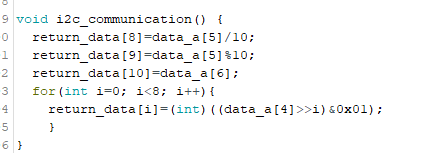 9 void i2c_communication() {
0 return_data[8]=data_a[5]/10;
1 return_data[9]=data_a[5]%10;
2 return_data[10]=data_a[6];
3 for(int i=0; i<8; i++){
4 return_data[i]=(int)((data_a[4]>>i)&0x01);
5 }
6 }